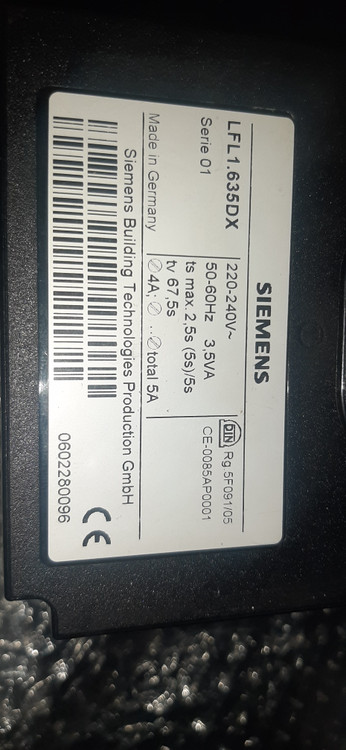 SIEMENS
LFL1.635DX
Serie 01
220-240V~
50-60Hz 3,5VA
ts max. 2,5s (5s)/5s
tv 67,5s
DIN Rg.5F091/05
CE-0085AP0001
Made in Germany
4A; .. total 5A
Siemens Building Technologies Production GmbH
0602280096
CE